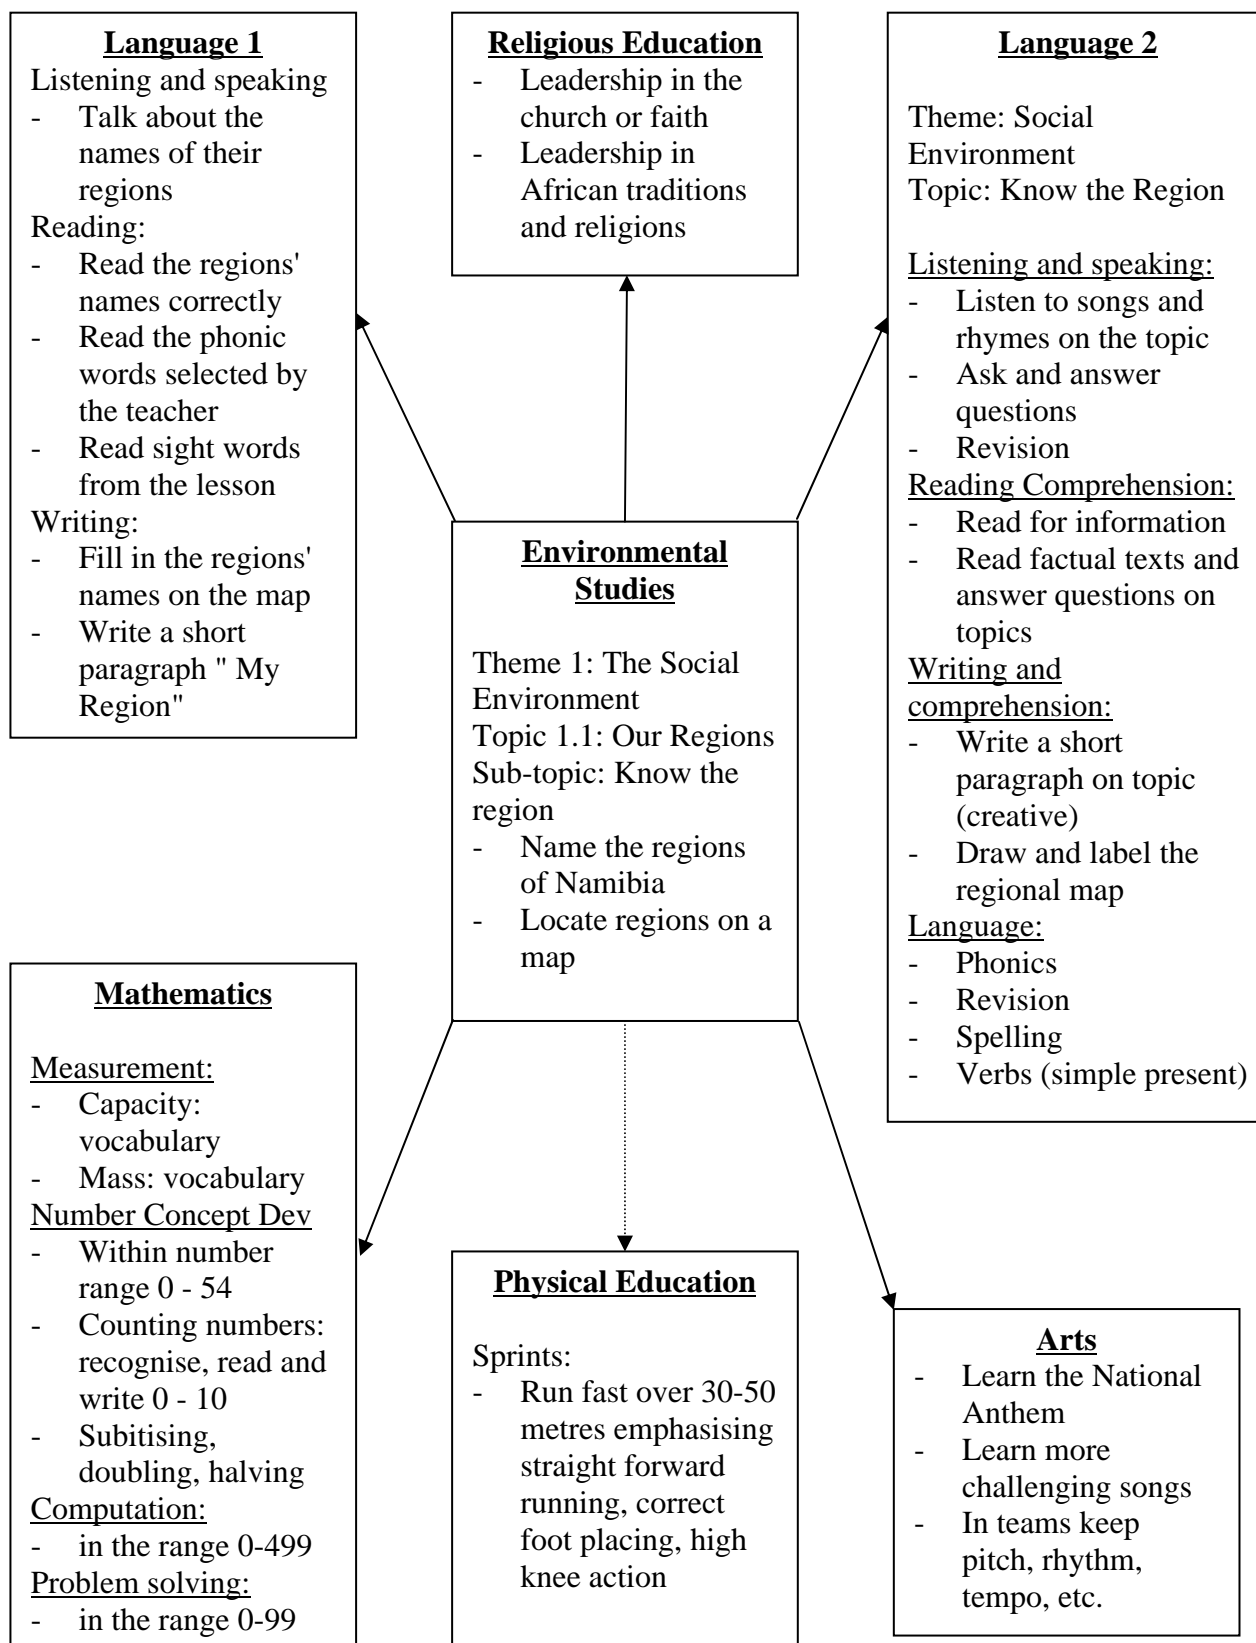 Language 1
Listening and speaking
- Talk about the
names of their
regions
Reading:
- Read the regions'
names correctly
- Read the phonic
words selected by
the teacher
- Read sight words
from the lesson
Writing:
- Fill in the regions'
names on the map
- Write a short
paragraph " My
Region"
Religious Education
- Leadership in the
church or faith
- Leadership in
African traditions
and religions
Language 2
Theme: Social
Environment
Topic: Know the Region
Listening and speaking:
- Listen to songs and
rhymes on the topic
- Ask and answer
questions
- Revision
Reading Comprehension:
- Read for information
- Read factual texts and
answer questions on
topics
Writing and
comprehension:
- Write a short
paragraph on topic
(creative)
- Draw and label the
regional map
Language:
- Phonics
- Revision
- Spelling
- Verbs (simple present)
Environmental
Studies
Theme 1: The Social
Environment
Topic 1.1: Our Regions
Sub-topic: Know the
region
- Name the regions
of Namibia
- Locate regions on a
map
Mathematics
Measurement:
- Capacity:
vocabulary
- Mass: vocabulary
Number Concept Dev
- Within number
range 0 - 54
- Counting numbers:
recognise, read and
write 0 - 10
- Subitising,
doubling, halving
Computation:
- in the range 0-499
Problem solving:
- in the range 0-99
Physical Education
Sprints:
- Run fast over 30-50
metres emphasising
straight forward
running, correct
foot placing, high
knee action
Arts
- Learn the National
Anthem
- Learn more
challenging songs
- In teams keep
pitch, rhythm,
tempo, etc.